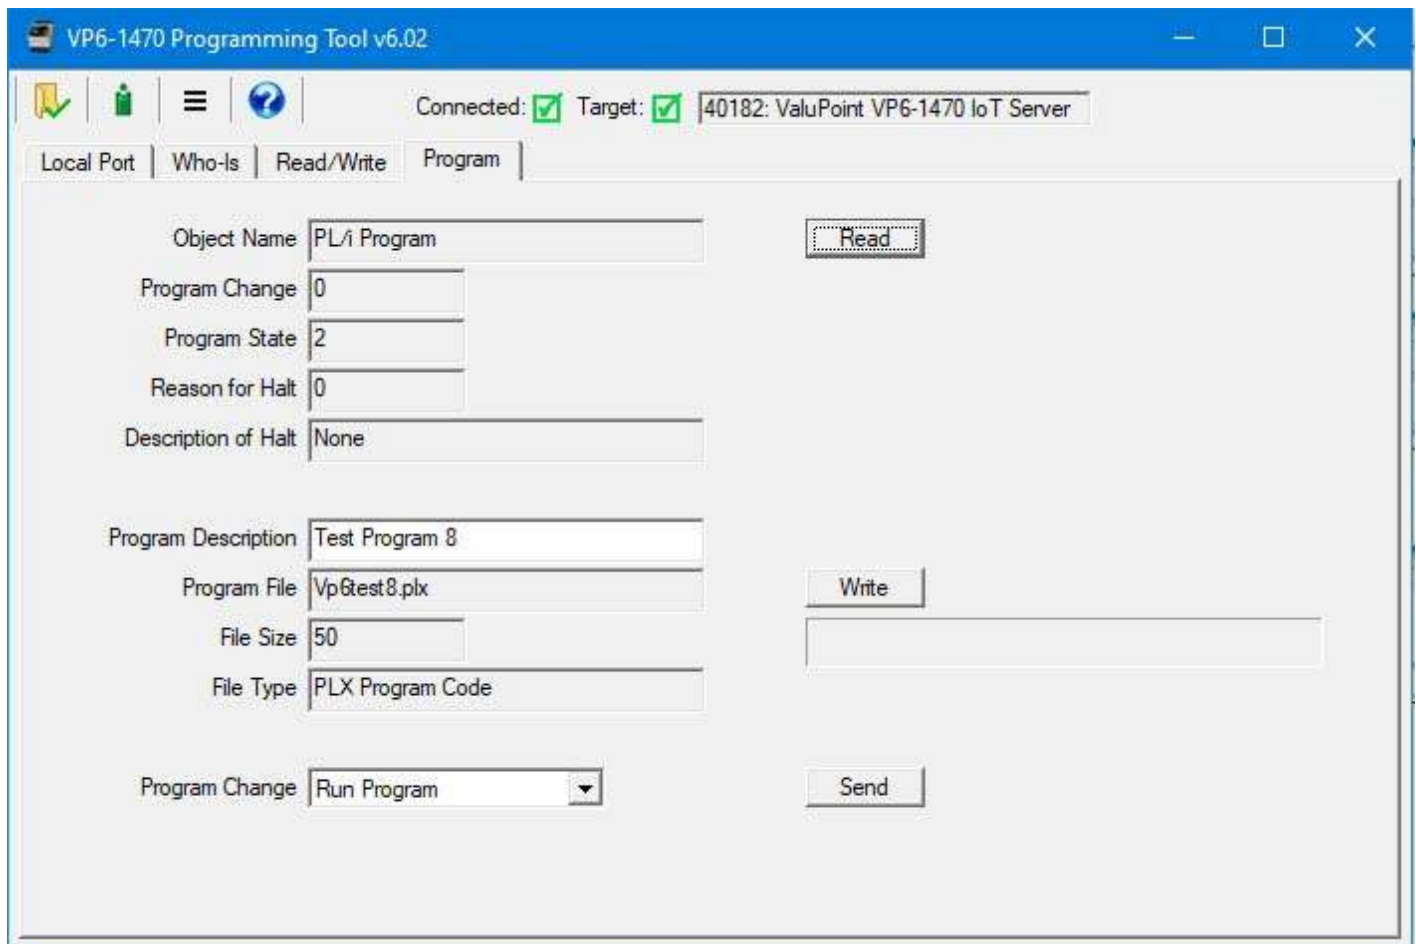 VP6-1470 Programming Tool v6.02
Connected: Target: 40182: ValuPoint VP6-1470 IoT Server
Local Port Who-Is Read/Write Program
Object Name PL/i Program Read
Program Change 0
Program State 2
Reason for Halt 0
Description of Halt None
Program Description Test Program 8
Program File Vp6test8.plx Write
File Size 50
File Type PLX Program Code
Program Change Run Program Send